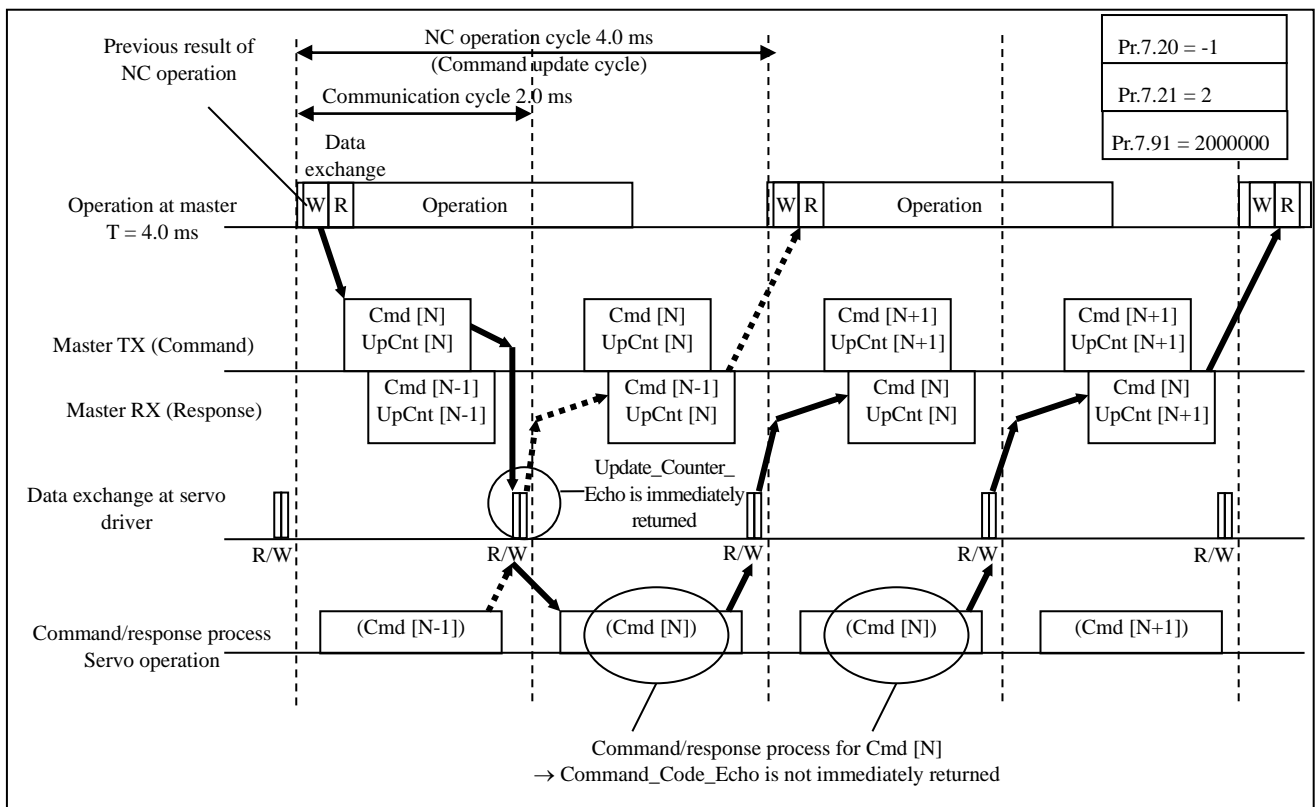 Previous result of
NC operation
NC operation cycle 4.0 ms
(Command update cycle)
Communication cycle 2.0 ms
Pr.7.20 = -1
Pr.7.21 = 2
Pr.7.91 = 2000000
Data
exchange
Operation at master
T = 4.0 ms
W R Operation
W R Operation
W R
Master TX (Command)
Cmd [N]
UpCnt [N]
Cmd [N]
UpCnt [N]
Cmd [N+1]
UpCnt [N+1]
Cmd [N+1]
UpCnt [N+1]
Master RX (Response)
Cmd [N-1]
UpCnt [N-1]
Cmd [N-1]
UpCnt [N]
Cmd [N]
UpCnt [N]
Cmd [N]
UpCnt [N+1]
Data exchange at servo
driver
Update_Counter_
Echo is immediately
returned
R/W R/W R/W R/W R/W
Command/response process
Servo operation
(Cmd [N-1]) (Cmd [N]) (Cmd [N]) (Cmd [N+1])
Command/response process for Cmd [N]
→ Command_Code_Echo is not immediately returned